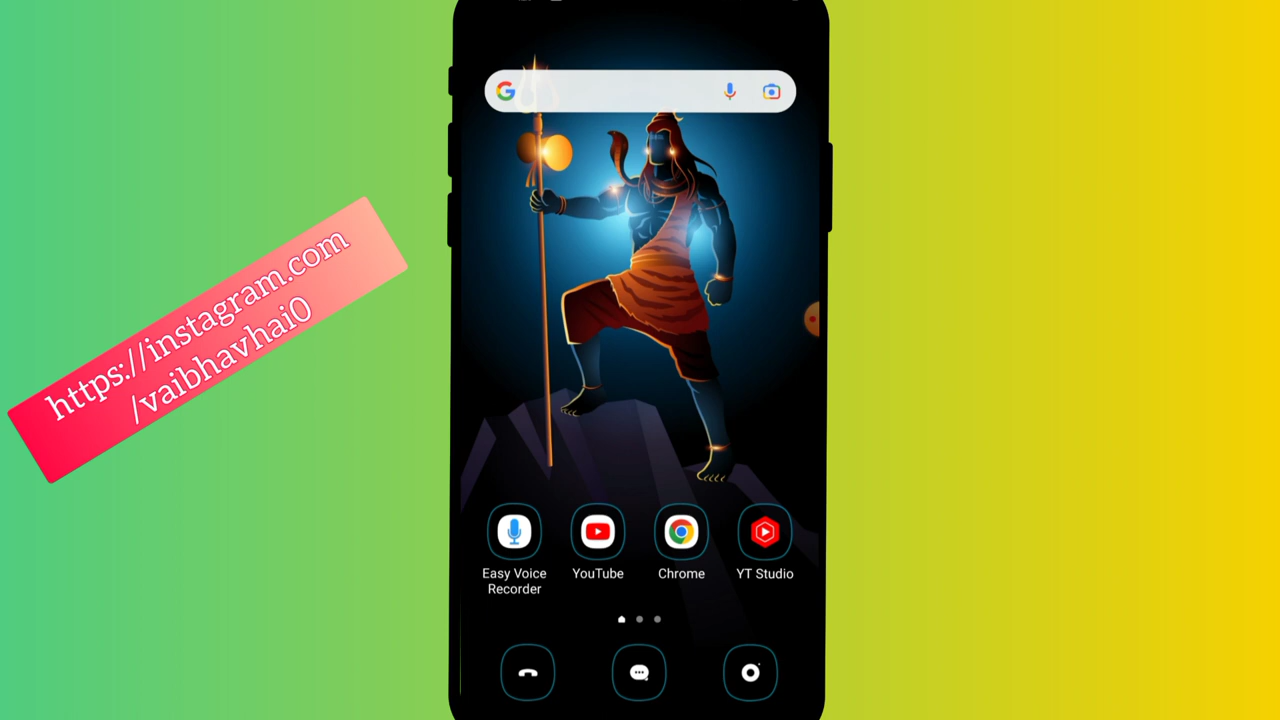 https://instagram.com
/vaibhavhai0
Easy Voice
Recorder
YouTube
Chrome
YT Studio